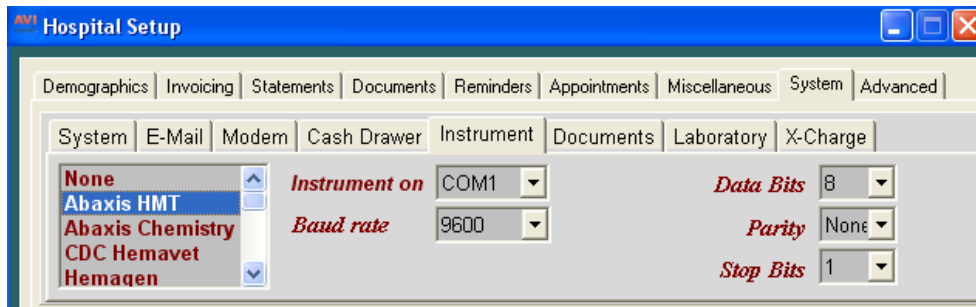 AVI Hospital Setup
Demographics Invoicing Statements Documents Reminders Appointments Miscellaneous System Advanced
System E-Mail Modem Cash Drawer Instrument Documents Laboratory X-Charge
None
Abaxis HMT
Abaxis Chemistry
CDC Hemavet
Hemagen
Instrument on COM1
Baud rate 9600
Data Bits 8
Parity None
Stop Bits 1